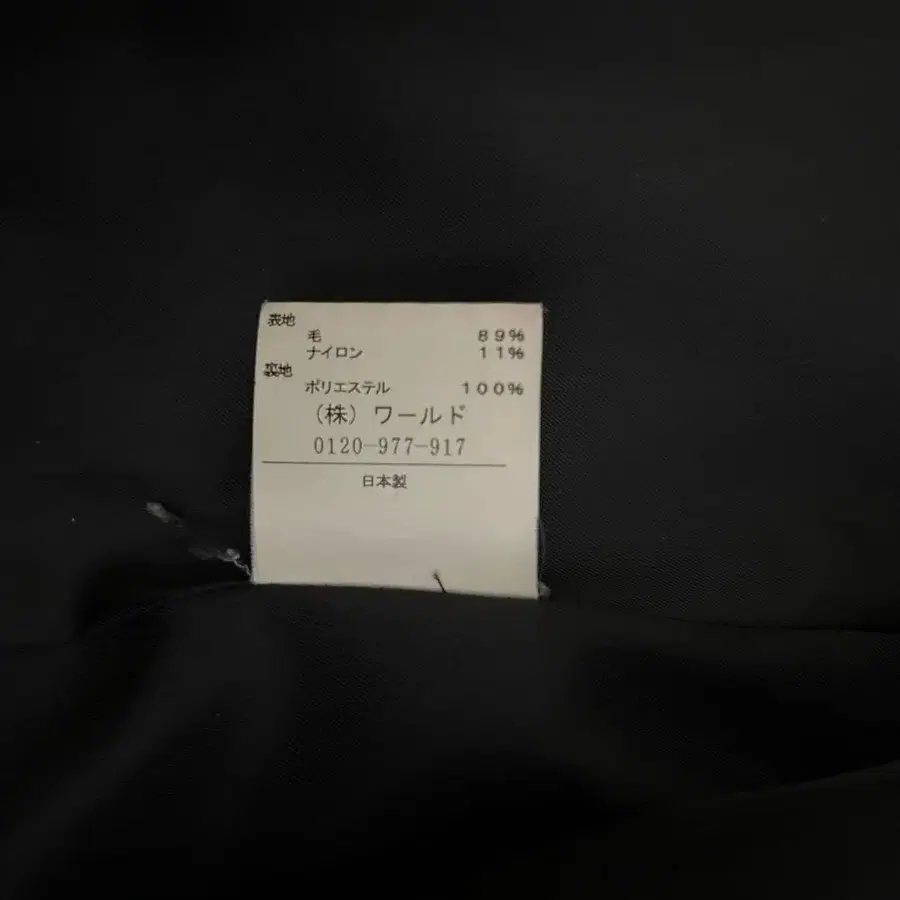 表地
毛 89%
ナイロン 11%
裏地
ポリエステル 100%
(株)ワールド
0120-977-917
日本製